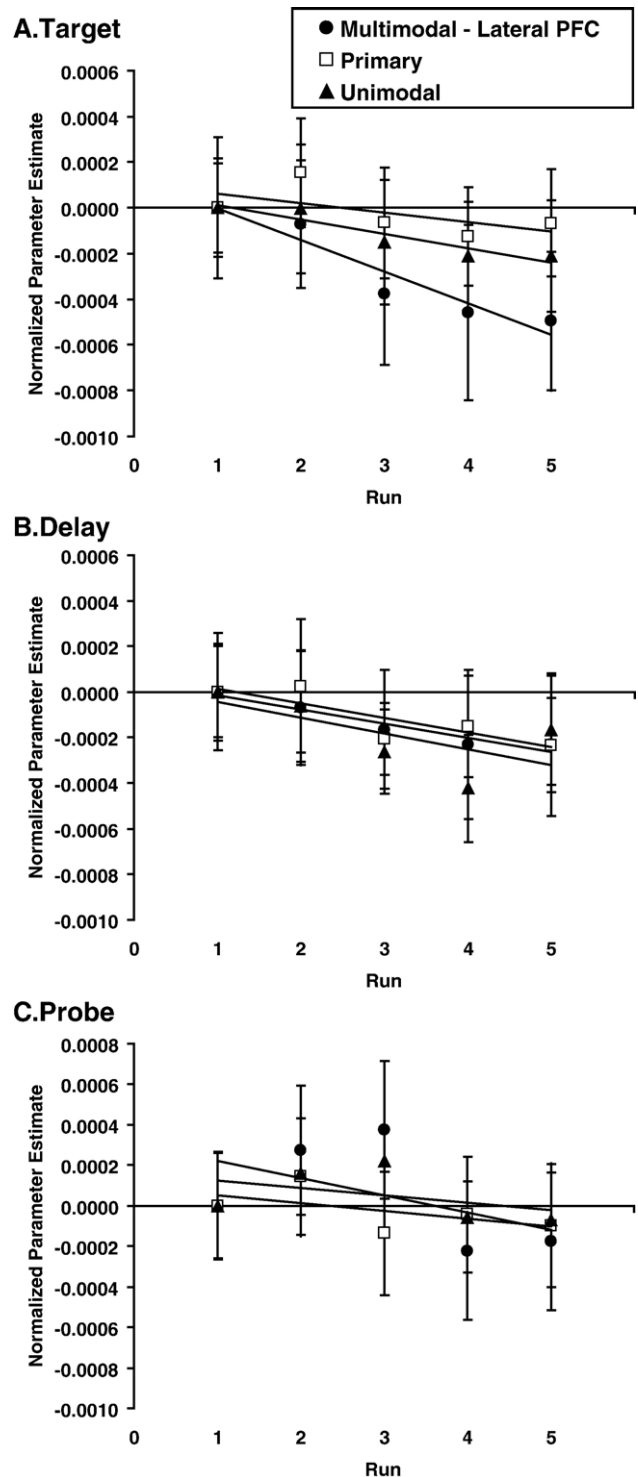 A.Target
Multimodal - Lateral PFC
Primary
Unimodal
Normalized Parameter Estimate
0.0006
0.0004
0.0002
0.0000
-0.0002
-0.0004
-0.0006
-0.0008
-0.0010
0 1 2 3 4 5
Run
B.Delay
Normalized Parameter Estimate
0.0006
0.0004
0.0002
0.0000
-0.0002
-0.0004
-0.0006
-0.0008
-0.0010
0 1 2 3 4 5
Run
C.Probe
Normalized Parameter Estimate
0.0008
0.0006
0.0004
0.0002
0.0000
-0.0002
-0.0004
-0.0006
-0.0008
-0.0010
0 1 2 3 4 5
Run